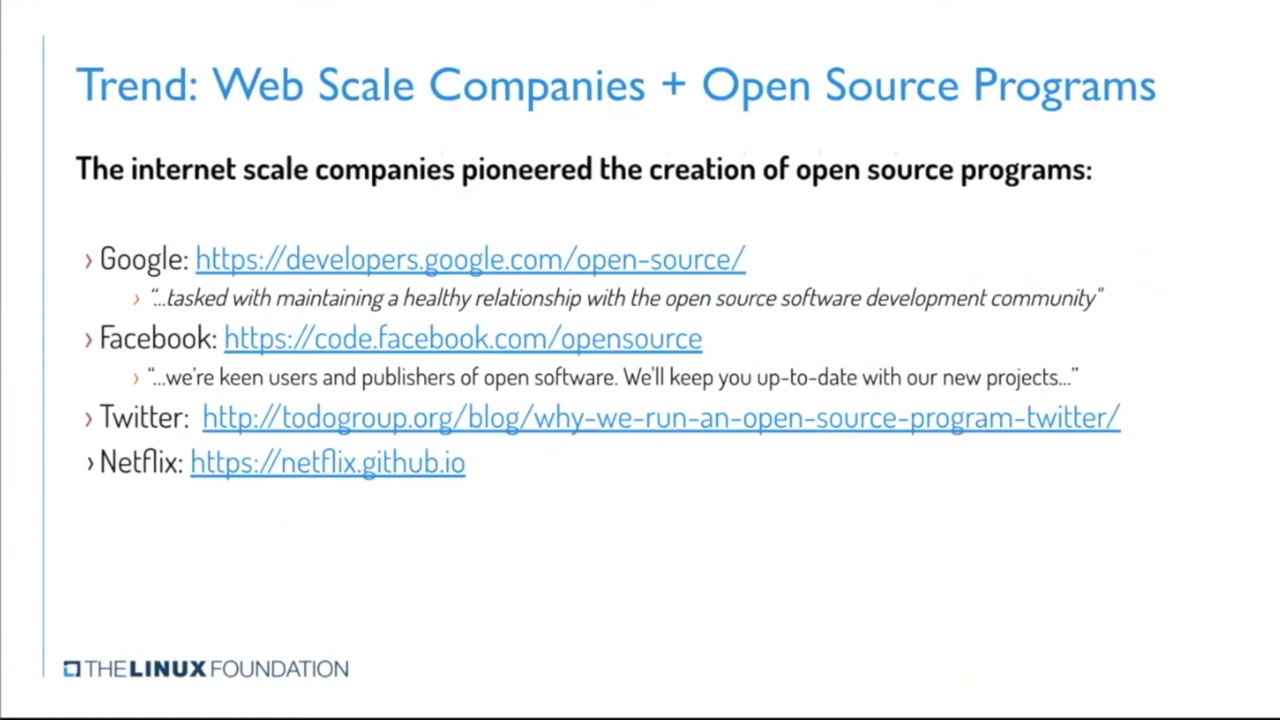 Trend: Web Scale Companies + Open Source Programs
The internet scale companies pioneered the creation of open source programs:
› Google: https://developers.google.com/open-source/
› “...tasked with maintaining a healthy relationship with the open source software development community"
› Facebook: https://code.facebook.com/opensource
› “...we're keen users and publishers of open software. We'll keep you up-to-date with our new projects...”
› Twitter: http://todogroup.org/blog/why-we-run-an-open-source-program-twitter/
› Netflix: https://netflix.github.io
THE LINUX FOUNDATION